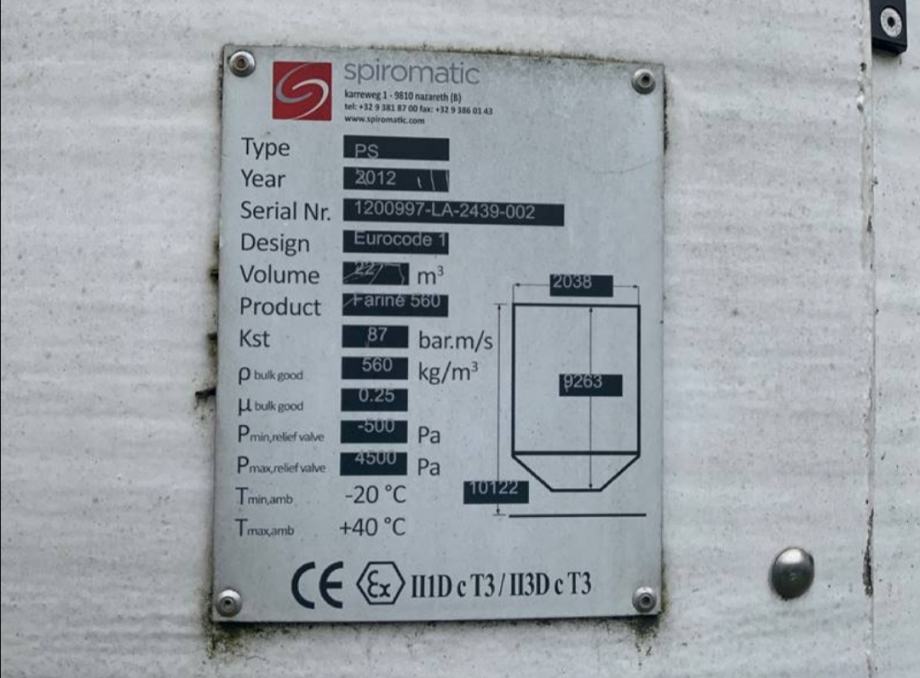 spiromatic
karreweg 1 - 9810 nazareth (B)
tel: +32 9 381 87 00 fax: +32 9 386 01 43
www.spiromatic.com
Type PS
Year 2012
Serial Nr. 1200997-LA-2439-002
Design Eurocode 1
Volume 22 m³
Product Farine 560
Kst 87 bar.m/s
ρ bulk good 560 kg/m³
μ bulk good 0.25
Pmin,relief valve -500 Pa
Pmax,relief valve 4500 Pa
Tmin,amb -20 °C
Tmax,amb +40 °C
2038
9263
10122
CE Ex II1D c T3 / II3D c T3